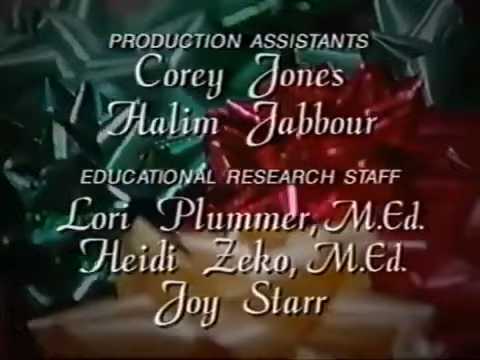 PRODUCTION ASSISTANTS
Corey Jones
Halim Jabbour
EDUCATIONAL RESEARCH STAFF
Lori Plummer, M.Ed.
Heidi Zeko, M.Ed.
Joy Starr